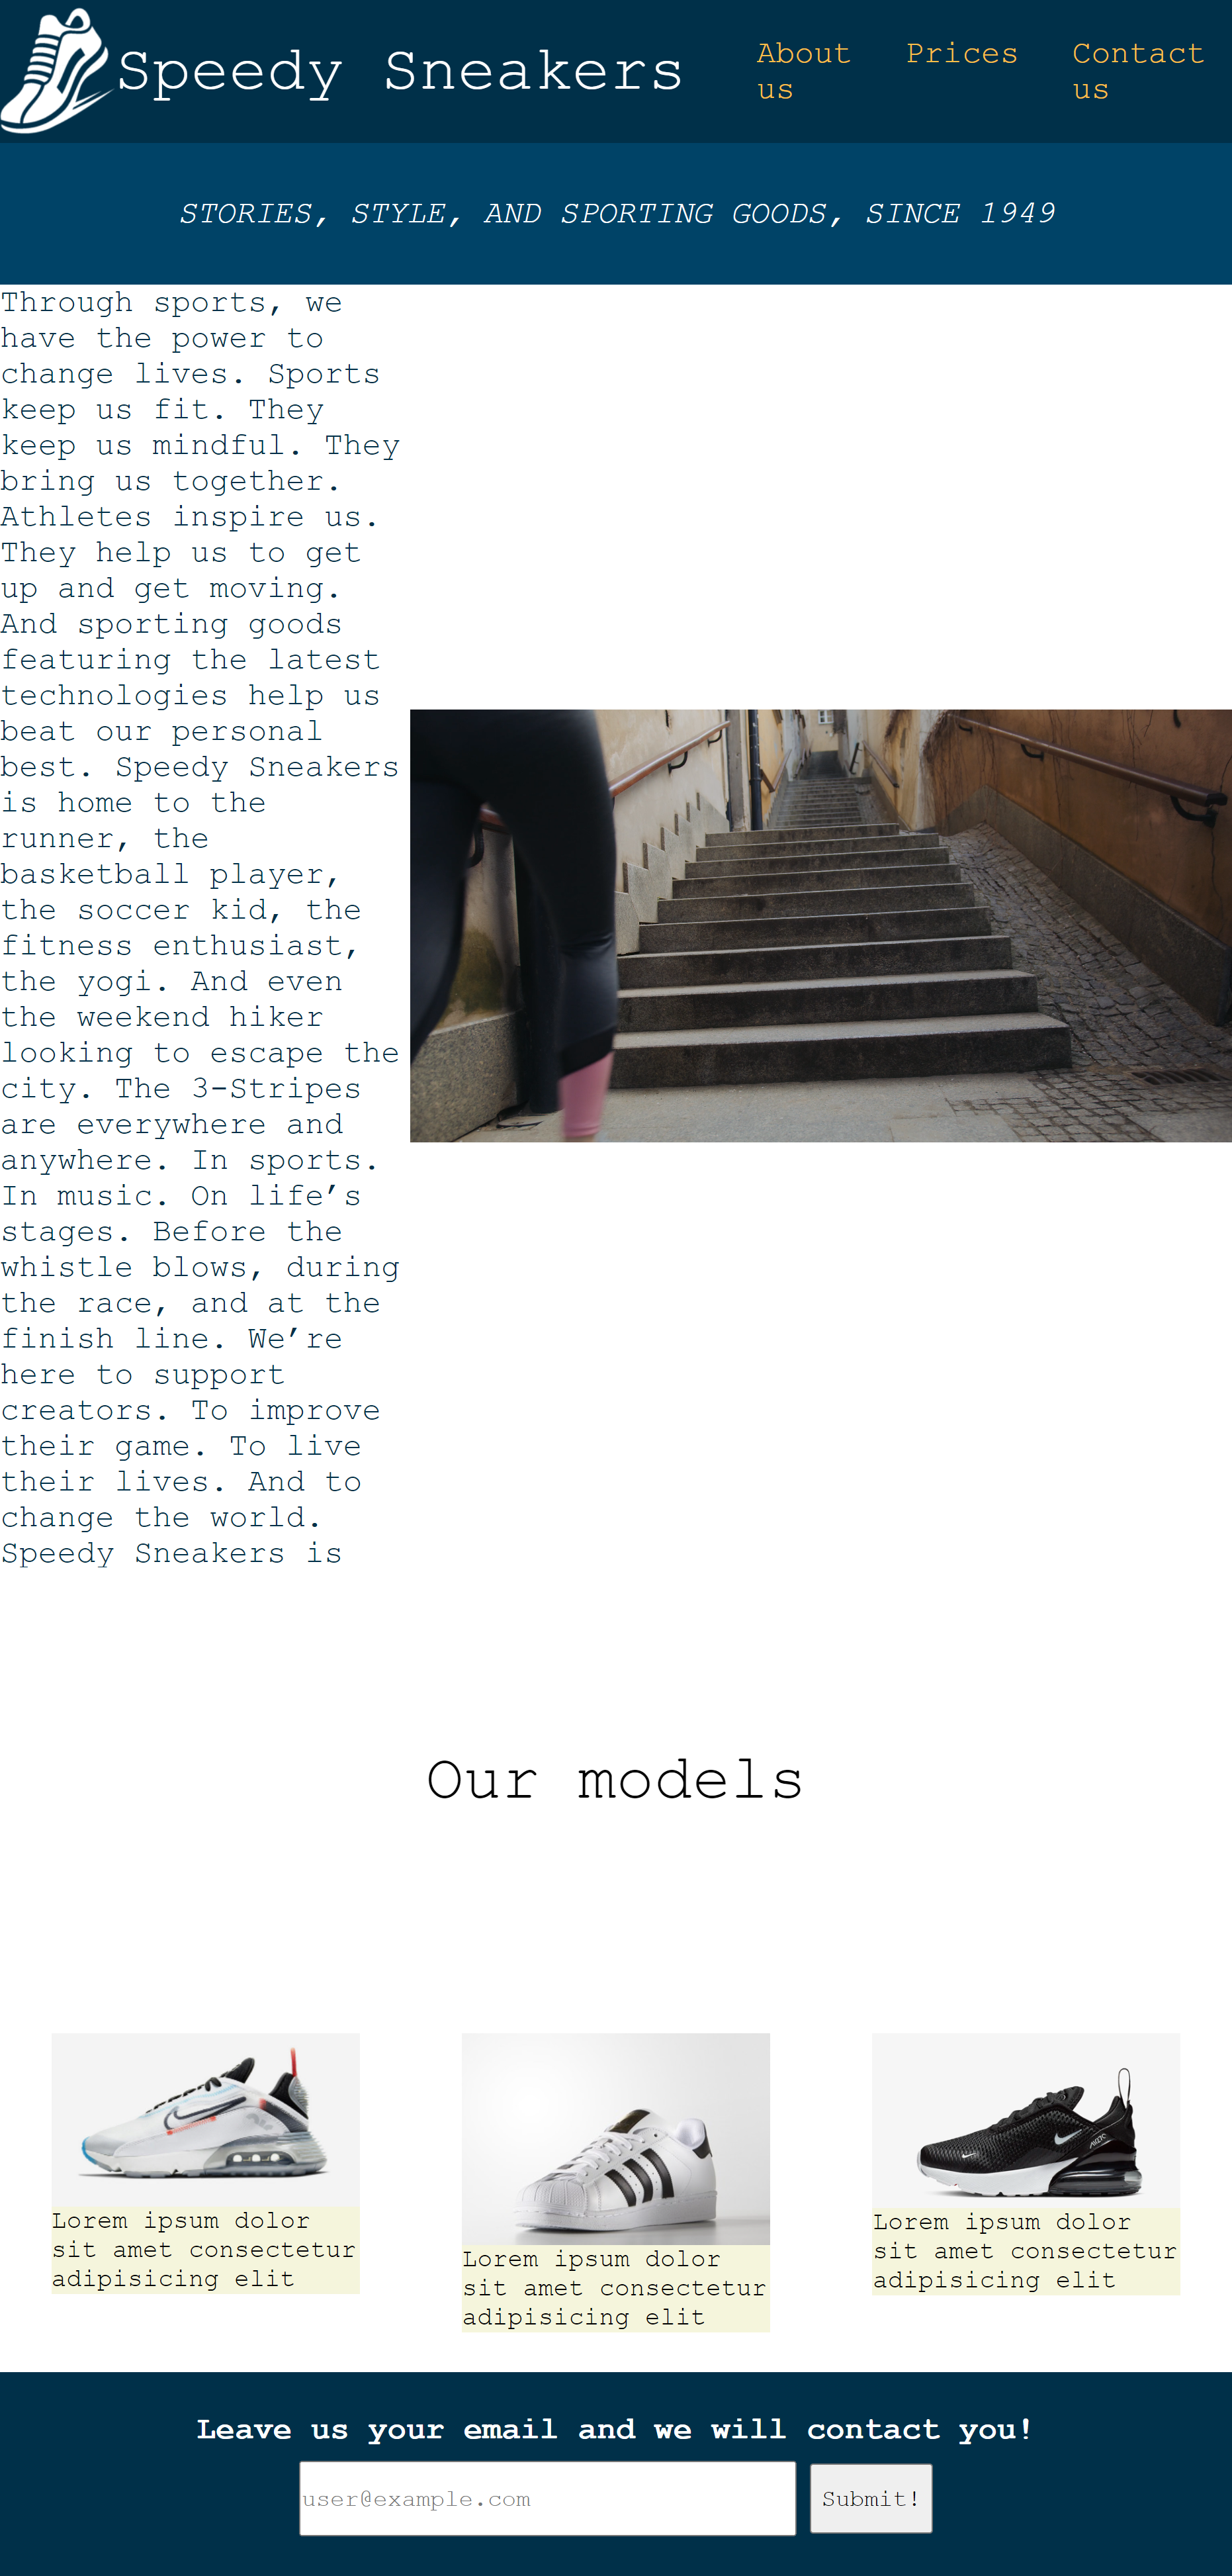 Speedy Sneakers
About us
Prices
Contact us
STORIES, STYLE, AND SPORTING GOODS, SINCE 1949
Through sports, we
have the power to
change lives. Sports
keep us fit. They
keep us mindful. They
bring us together.
Athletes inspire us.
They help us to get
up and get moving.
And sporting goods
featuring the latest
technologies help us
beat our personal
best. Speedy Sneakers
is home to the
runner, the
basketball player,
the soccer kid, the
fitness enthusiast,
the yogi. And even
the weekend hiker
looking to escape the
city. The 3-Stripes
are everywhere and
anywhere. In sports.
In music. On life’s
stages. Before the
whistle blows, during
the race, and at the
finish line. We’re
here to support
creators. To improve
their game. To live
their lives. And to
change the world.
Speedy Sneakers is
Our models
Lorem ipsum dolor
sit amet consectetur
adipisicing elit
Lorem ipsum dolor
sit amet consectetur
adipisicing elit
Lorem ipsum dolor
sit amet consectetur
adipisicing elit
Leave us your email and we will contact you!
user@example.com
Submit!